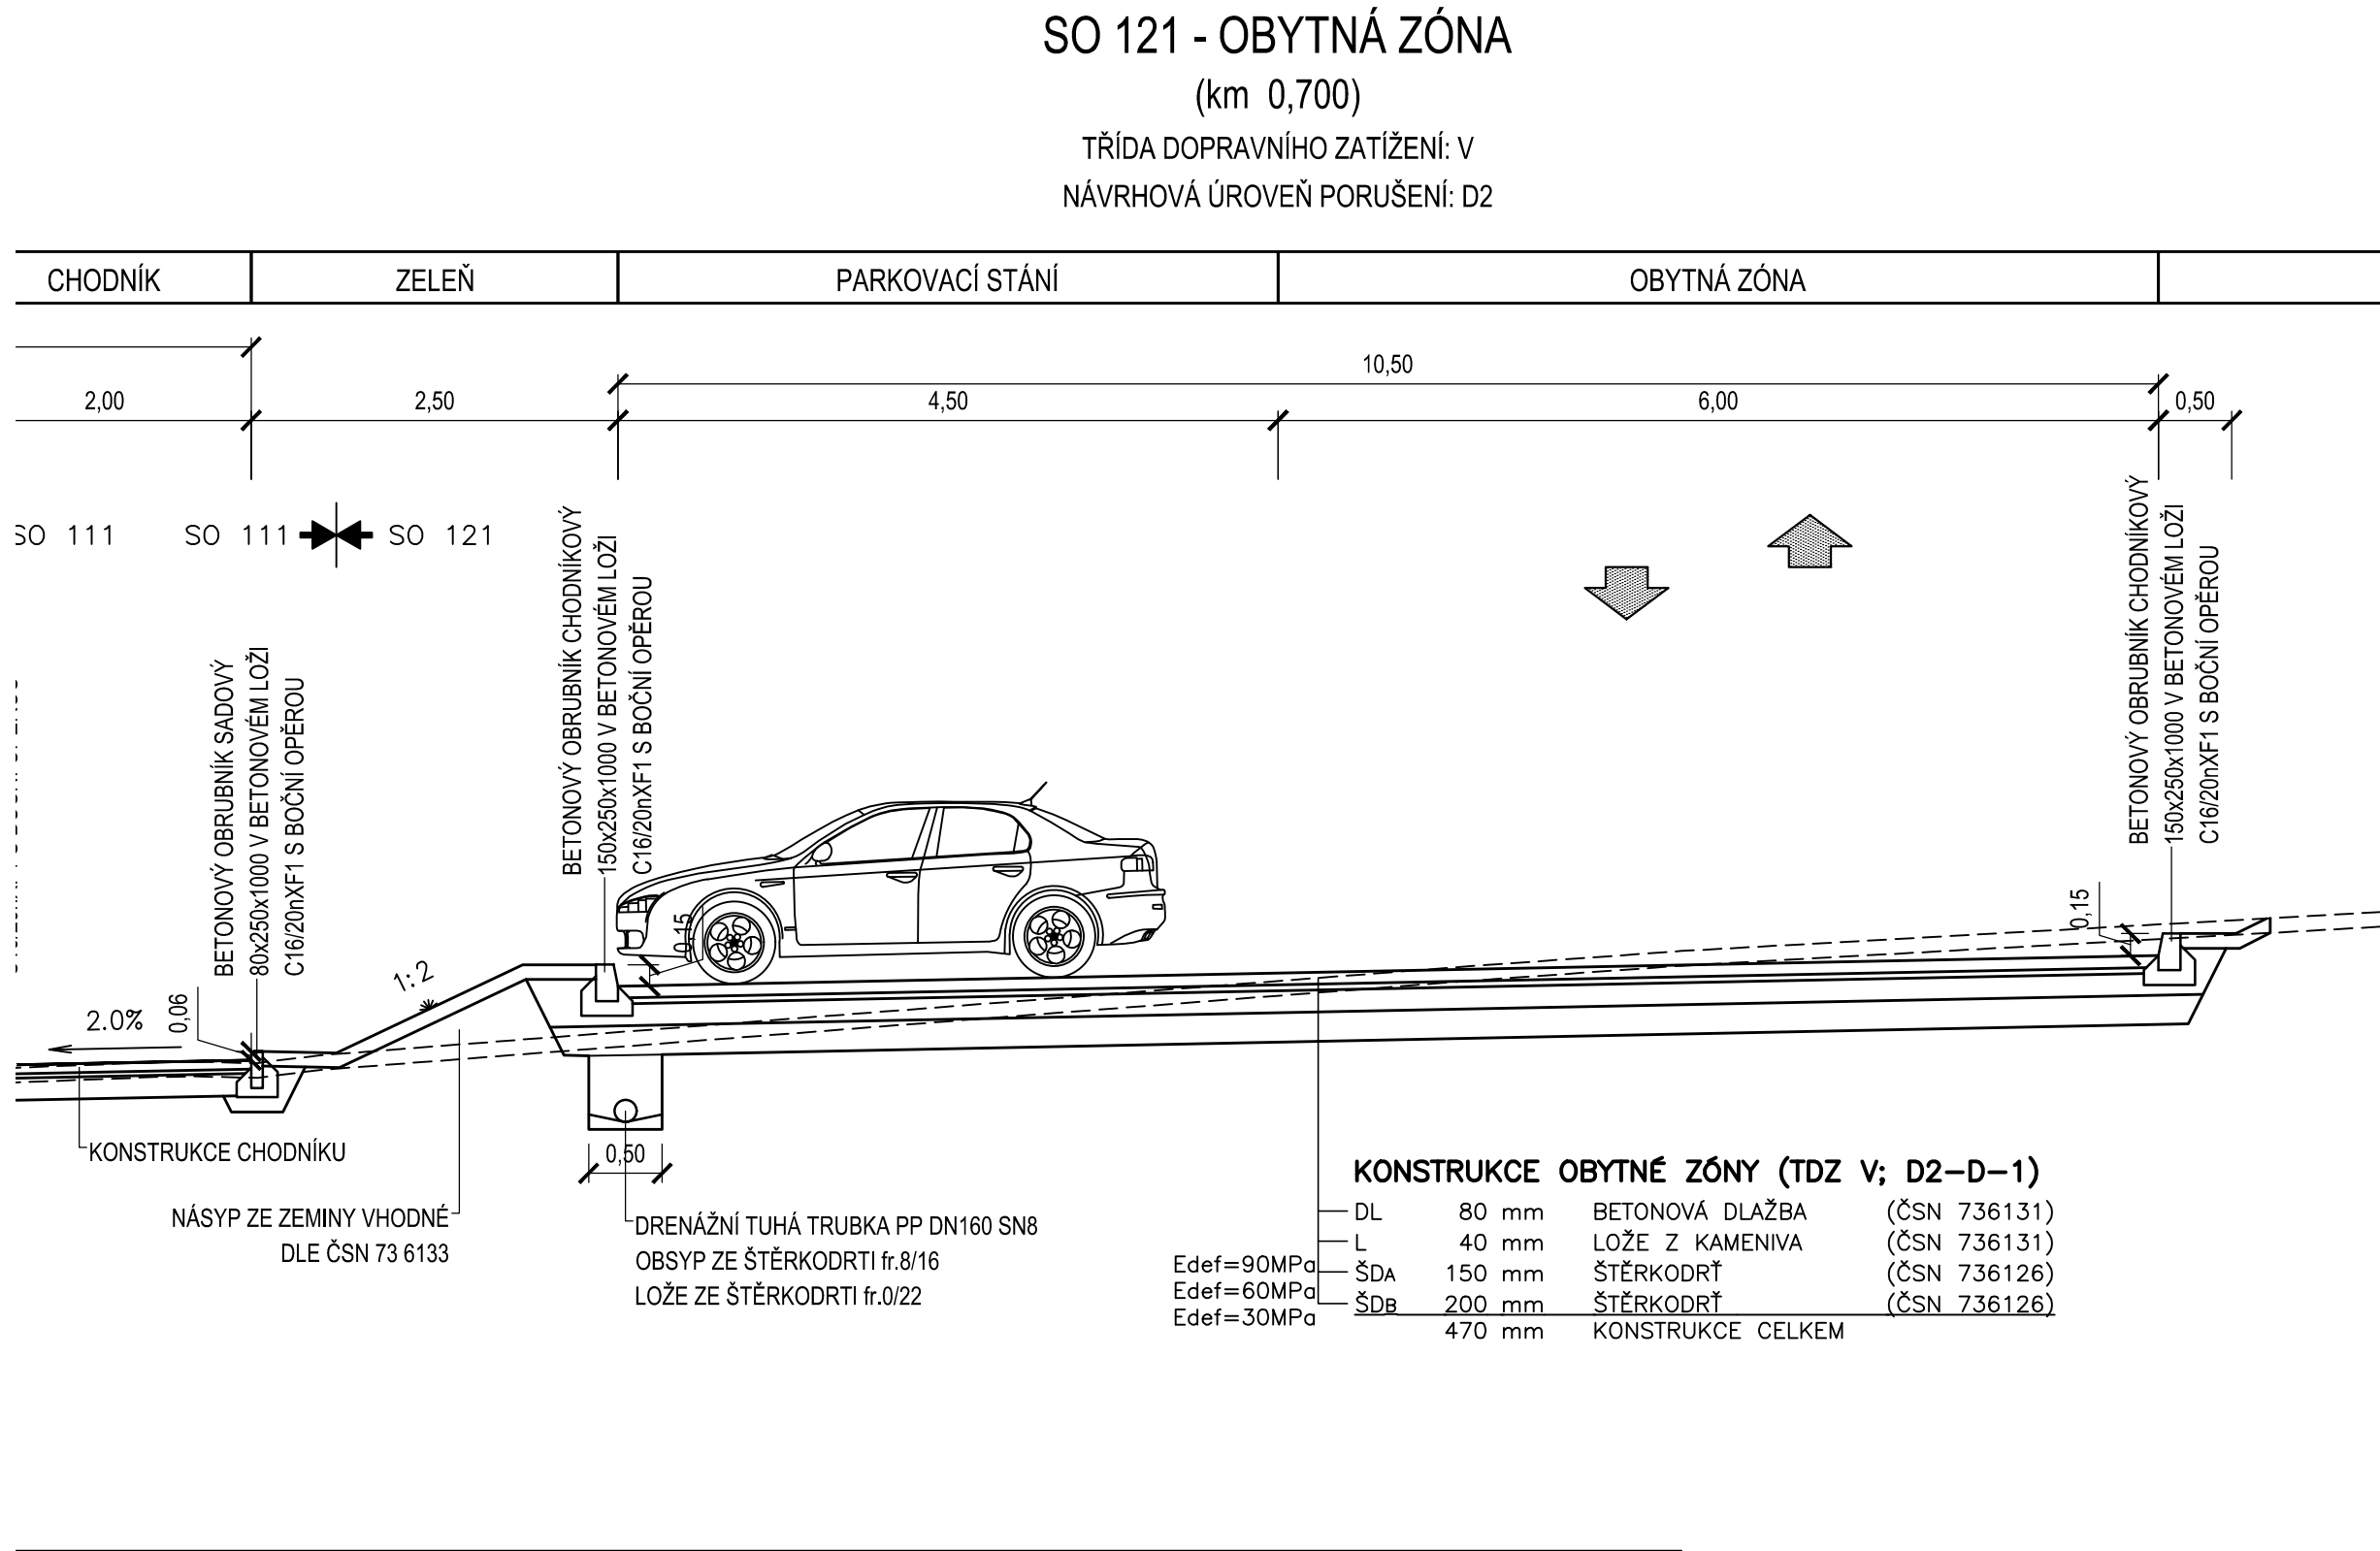 SO 121 - OBYTNÁ ZÓNA
(km 0,700)
TŘÍDA DOPRAVNÍHO ZATÍŽENÍ: V
NÁVRHOVÁ ÚROVEŇ PORUŠENÍ: D2
CHODNÍK ZELEŇ PARKOVACÍ STÁNÍ OBYTNÁ ZÓNA
10,50
2,00 2,50 4,50 6,00 0,50
SO 111 SO 111 SO 121
BETONOVÝ OBRUBNÍK SADOVÝ
80x250x1000 V BETONOVÉM LOŽI
C16/20nXF1 S BOČNÍ OPĚROU
BETONOVÝ OBRUBNÍK CHODNÍKOVÝ
150x250x1000 V BETONOVÉM LOŽI
C16/20nXF1 S BOČNÍ OPĚROU
BETONOVÝ OBRUBNÍK CHODNÍKOVÝ
150x250x1000 V BETONOVÉM LOŽI
C16/20nXF1 S BOČNÍ OPĚROU
0,15
0,15
1:2
2.0%
0,06
KONSTRUKCE CHODNÍKU
NÁSYP ZE ZEMINY VHODNÉ
DLE ČSN 73 6133
0,50
DRENÁŽNÍ TUHÁ TRUBKA PP DN160 SN8
OBSYP ZE ŠTĚRKODRTI fr.8/16
LOŽE ZE ŠTĚRKODRTI fr.0/22
KONSTRUKCE OBYTNÉ ZÓNY (TDZ V; D2-D-1)
DL 80 mm BETONOVÁ DLAŽBA (ČSN 736131)
L 40 mm LOŽE Z KAMENIVA (ČSN 736131)
Edef=90MPa
ŠDA 150 mm ŠTĚRKODRŤ (ČSN 736126)
Edef=60MPa
ŠDB 200 mm ŠTĚRKODRŤ (ČSN 736126)
Edef=30MPa
470 mm KONSTRUKCE CELKEM